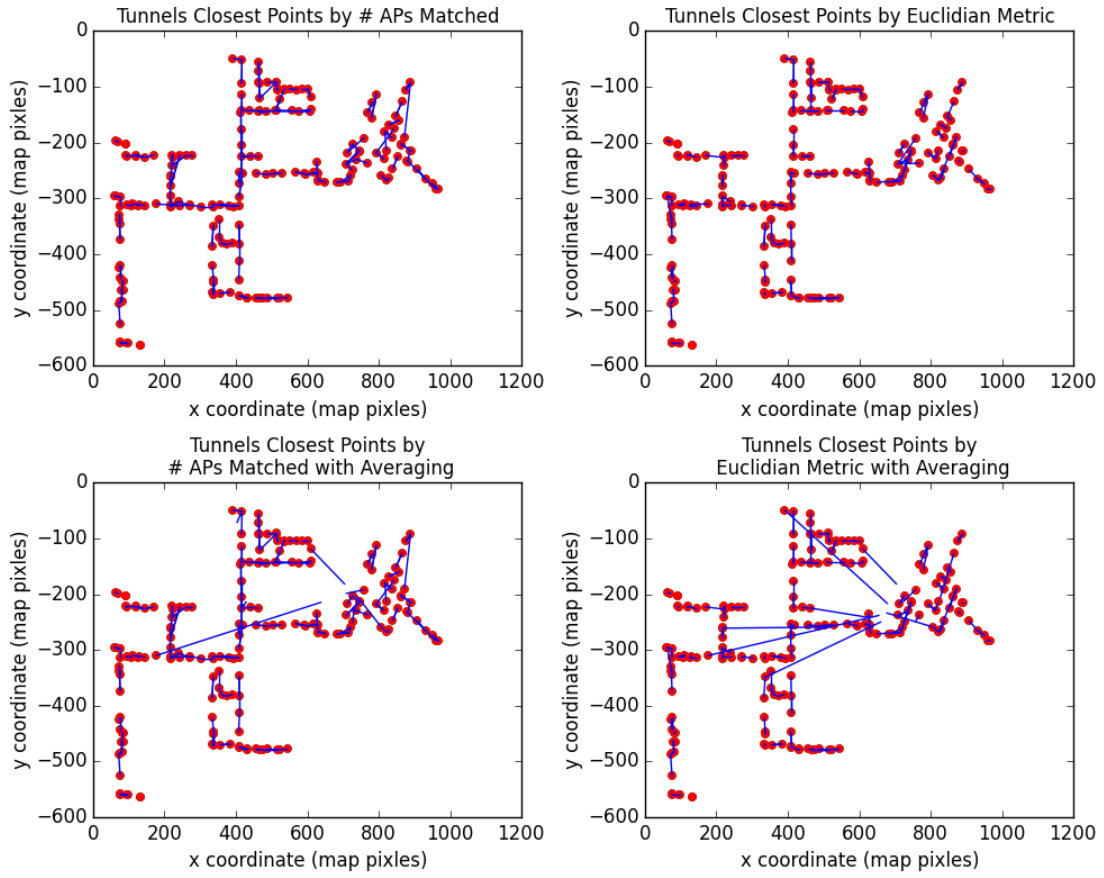 Tunnels Closest Points by # APs Matched
0
−100
−200
−300
−400
−500
−600
y coordinate (map pixles)
0 200 400 600 800 1000 1200
x coordinate (map pixles)
Tunnels Closest Points by Euclidian Metric
0
−100
−200
−300
−400
−500
−600
y coordinate (map pixles)
0 200 400 600 800 1000 1200
x coordinate (map pixles)
Tunnels Closest Points by
# APs Matched with Averaging
0
−100
−200
−300
−400
−500
−600
y coordinate (map pixles)
0 200 400 600 800 1000 1200
x coordinate (map pixles)
Tunnels Closest Points by
Euclidian Metric with Averaging
0
−100
−200
−300
−400
−500
−600
y coordinate (map pixles)
0 200 400 600 800 1000 1200
x coordinate (map pixles)